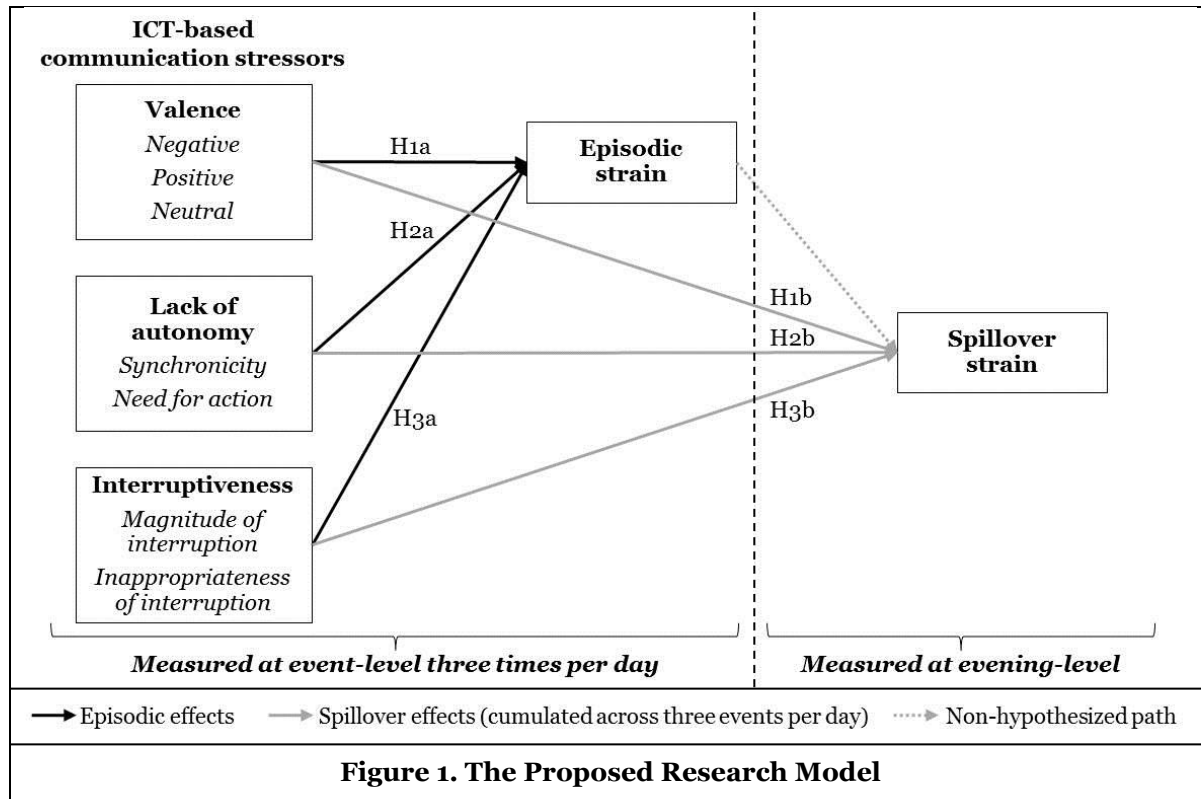 ICT-based
communication stressors
Valence
Negative
Positive
Neutral
H1a
Episodic
strain
H2a
Lack of
autonomy
Synchronicity
Need for action
H1b
H2b
Spillover
strain
H3a
H3b
Interruptiveness
Magnitude of
interruption
Inappropriateness
of interruption
Measured at event-level three times per day
Measured at evening-level
Episodic effects
Spillover effects (cumulated across three events per day)
Non-hypothesized path
Figure 1. The Proposed Research Model